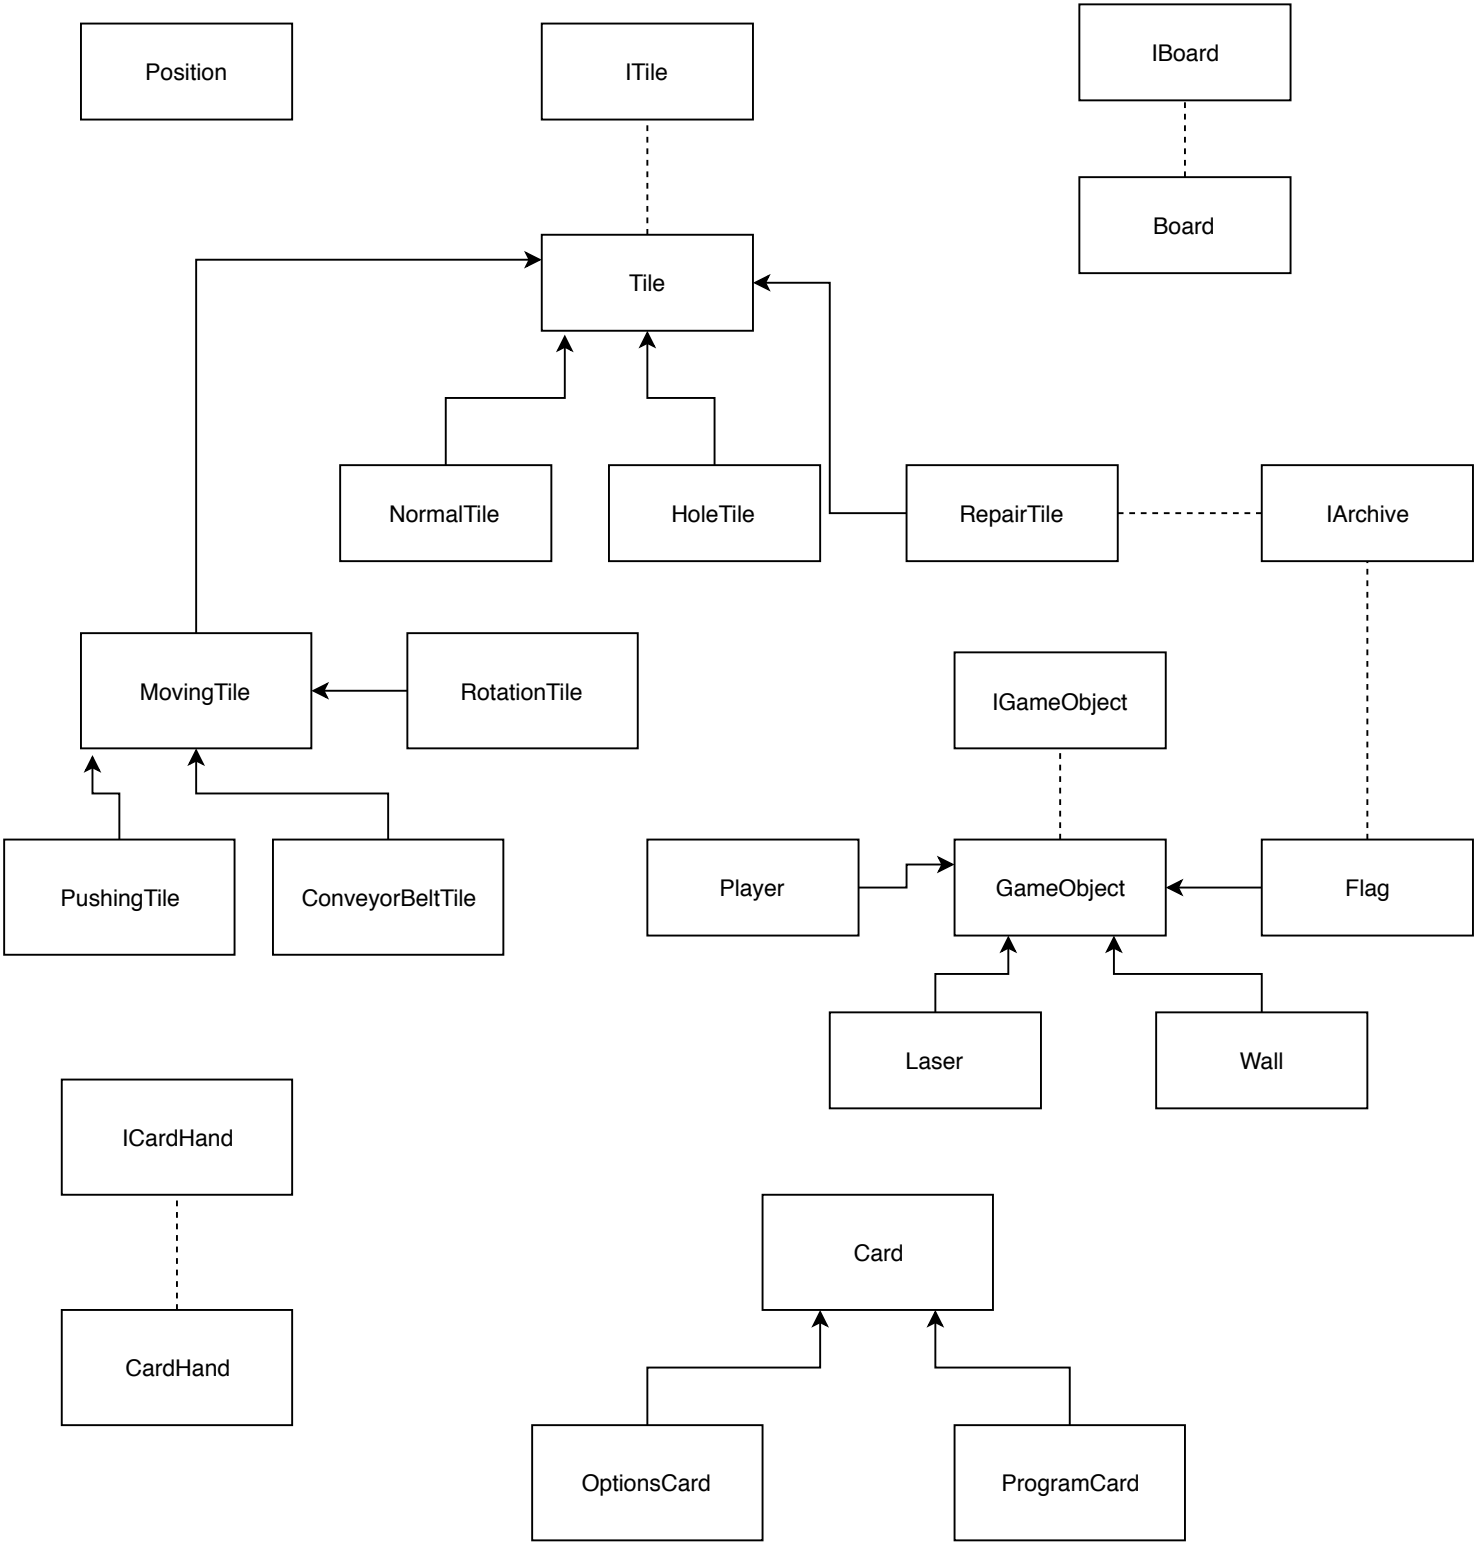 Position
ITile
IBoard
Board
Tile
NormalTile
HoleTile
RepairTile
IArchive
MovingTile
RotationTile
IGameObject
PushingTile
ConveyorBeltTile
Player
GameObject
Flag
Laser
Wall
ICardHand
Card
CardHand
OptionsCard
ProgramCard